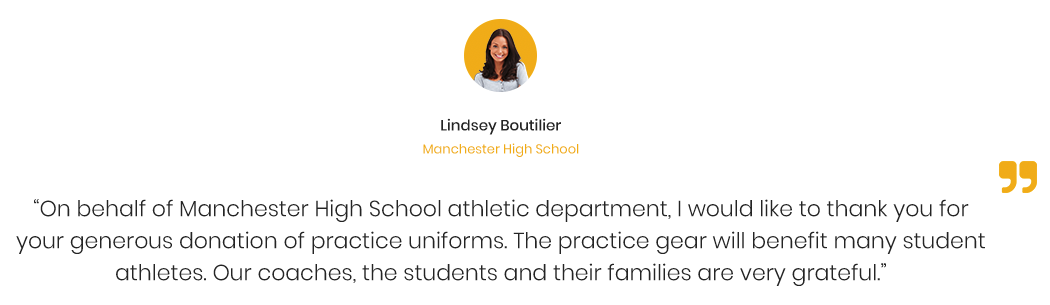 Lindsey Boutilier
Manchester High School
“On behalf of Manchester High School athletic department, I would like to thank you for
your generous donation of practice uniforms. The practice gear will benefit many student
athletes. Our coaches, the students and their families are very grateful.”